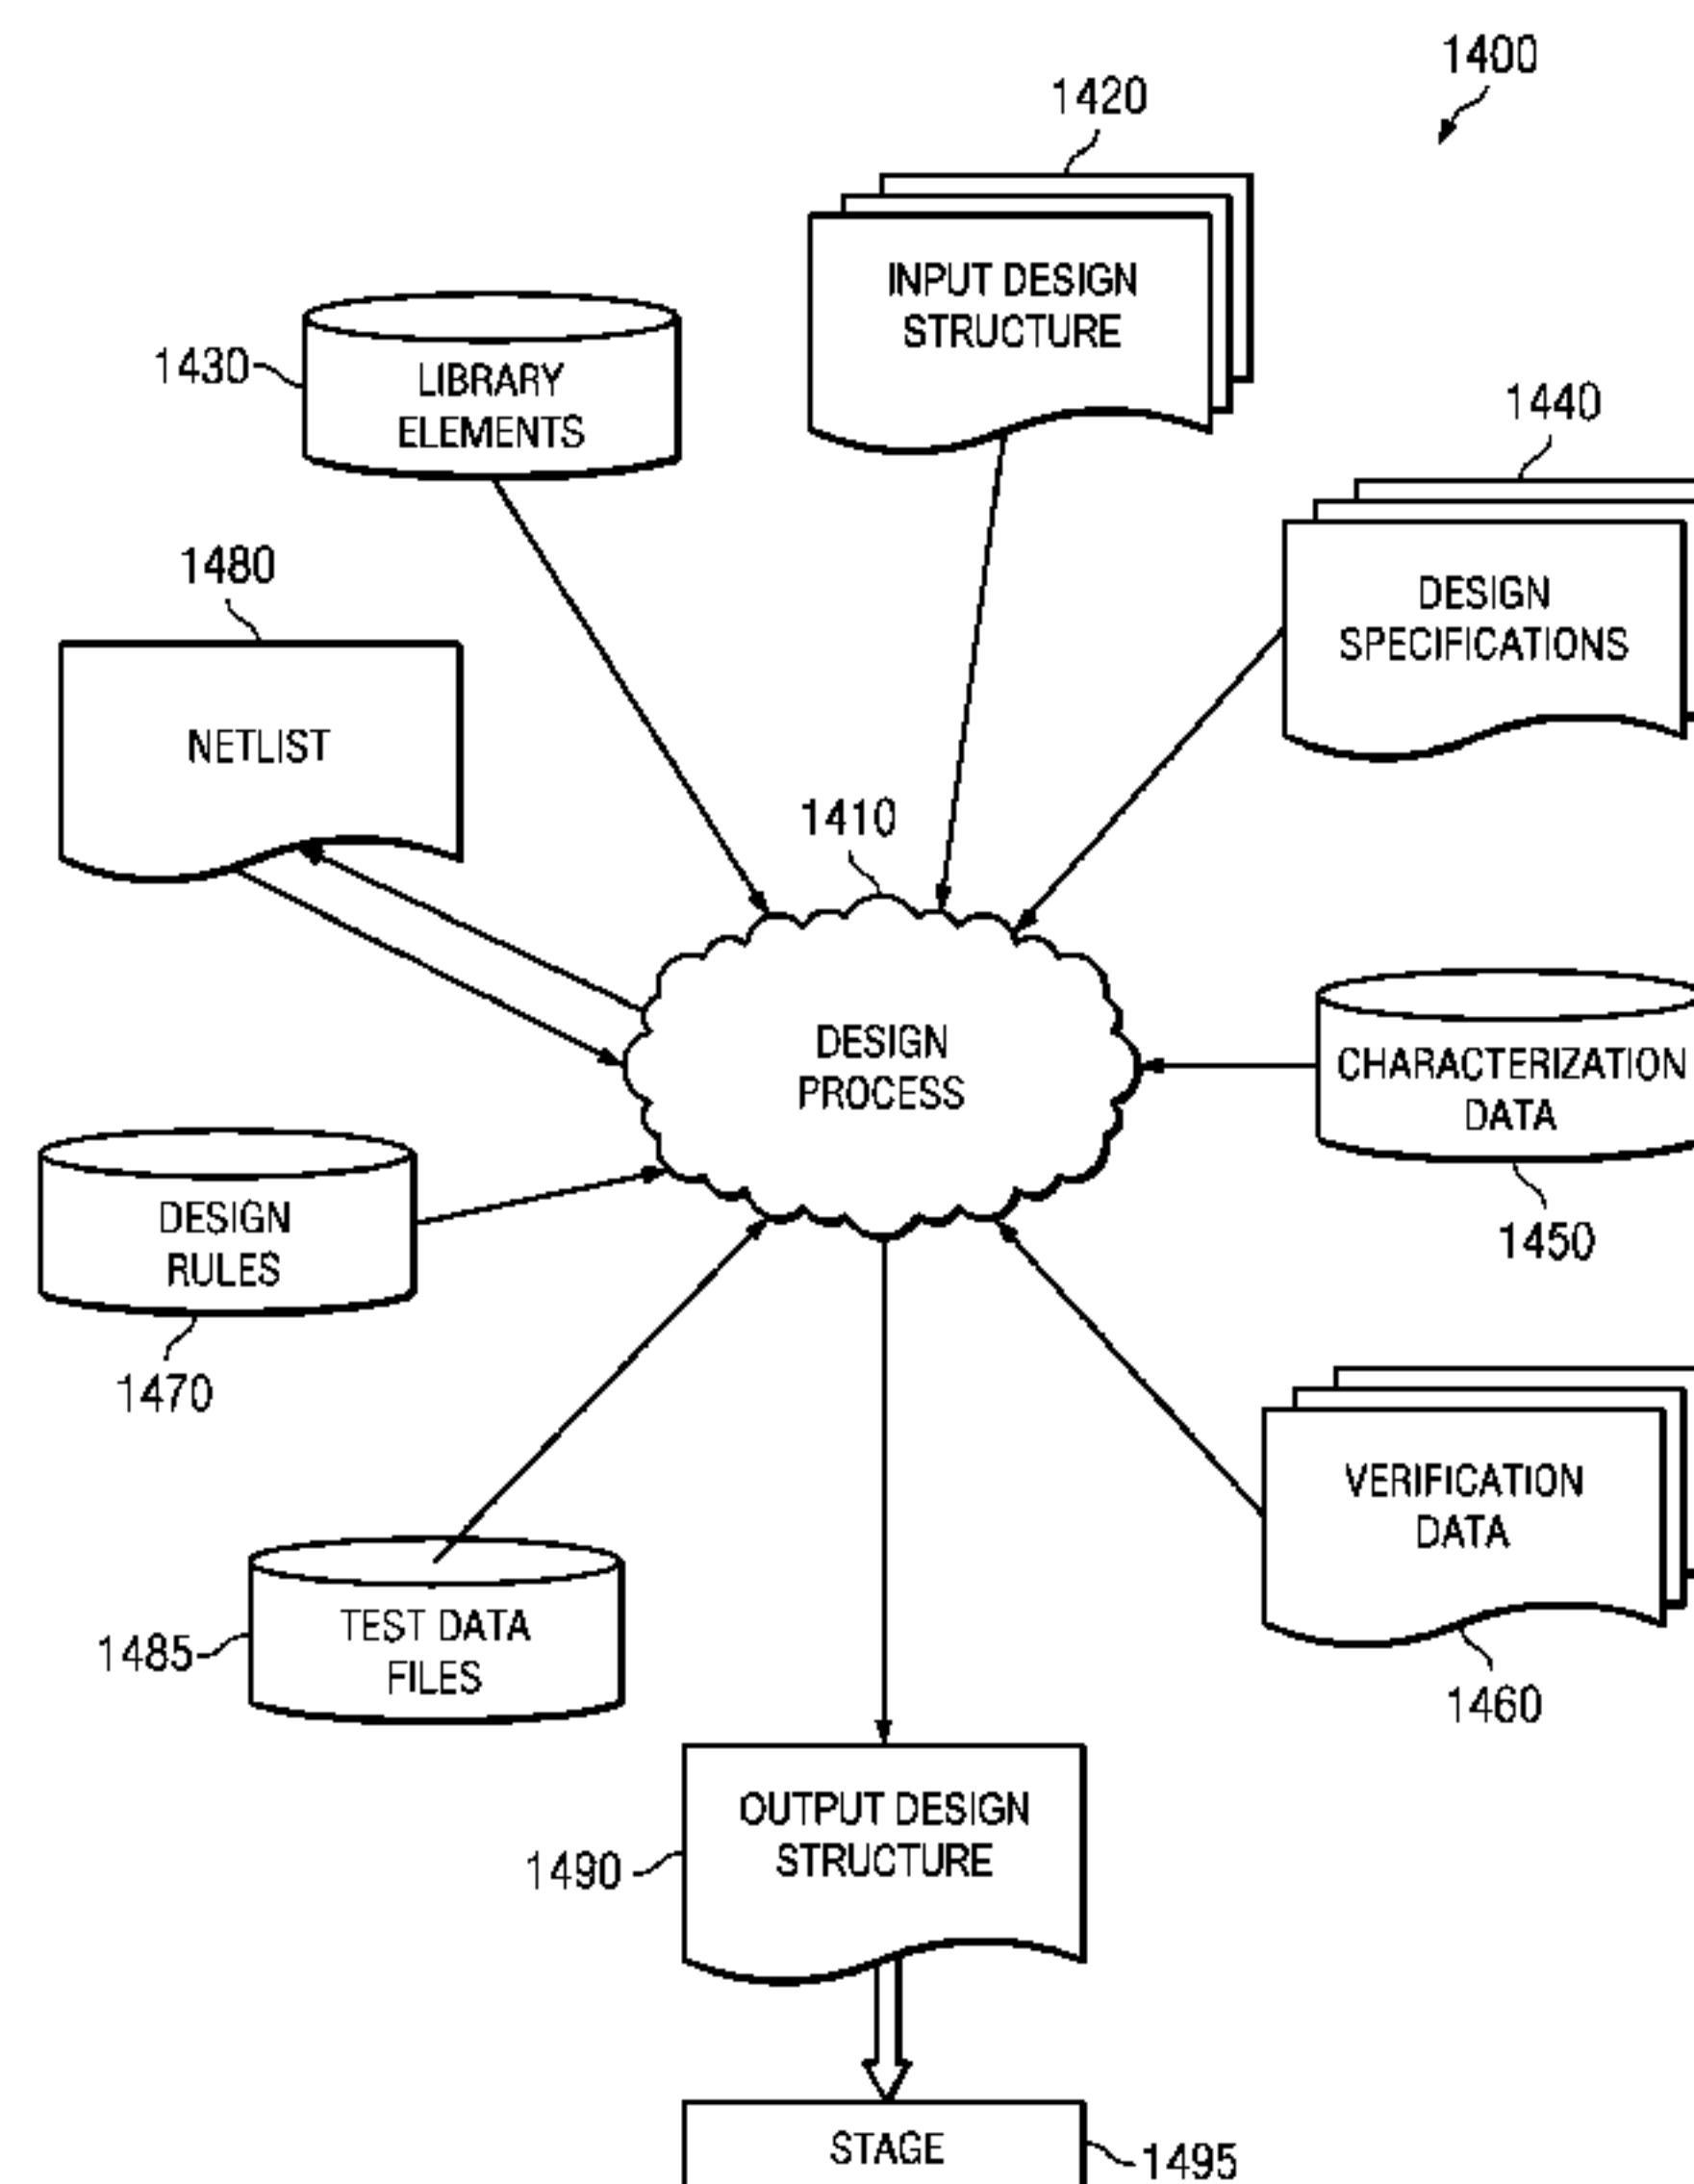 1400
1420
INPUT DESIGN
STRUCTURE
1430
LIBRARY
ELEMENTS
1440
DESIGN
SPECIFICATIONS
1480
NETLIST
1410
DESIGN
PROCESS
CHARACTERIZATION
DATA
1450
DESIGN
RULES
1470
VERIFICATION
DATA
1460
TEST DATA
FILES
1485
OUTPUT DESIGN
STRUCTURE
1490
STAGE
1495